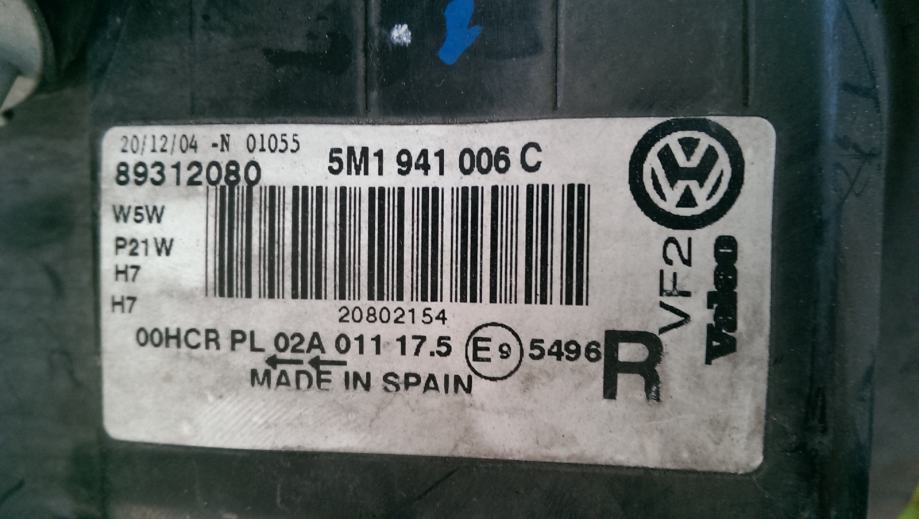 20/12/04 -N 01055
89312080 5M1 941 006 C
W5W
P21W
H7
H7
20802154
00HCR PL 02A 011 17.5 E9 5496 R
MADE IN SPAIN
VF2
Valeo